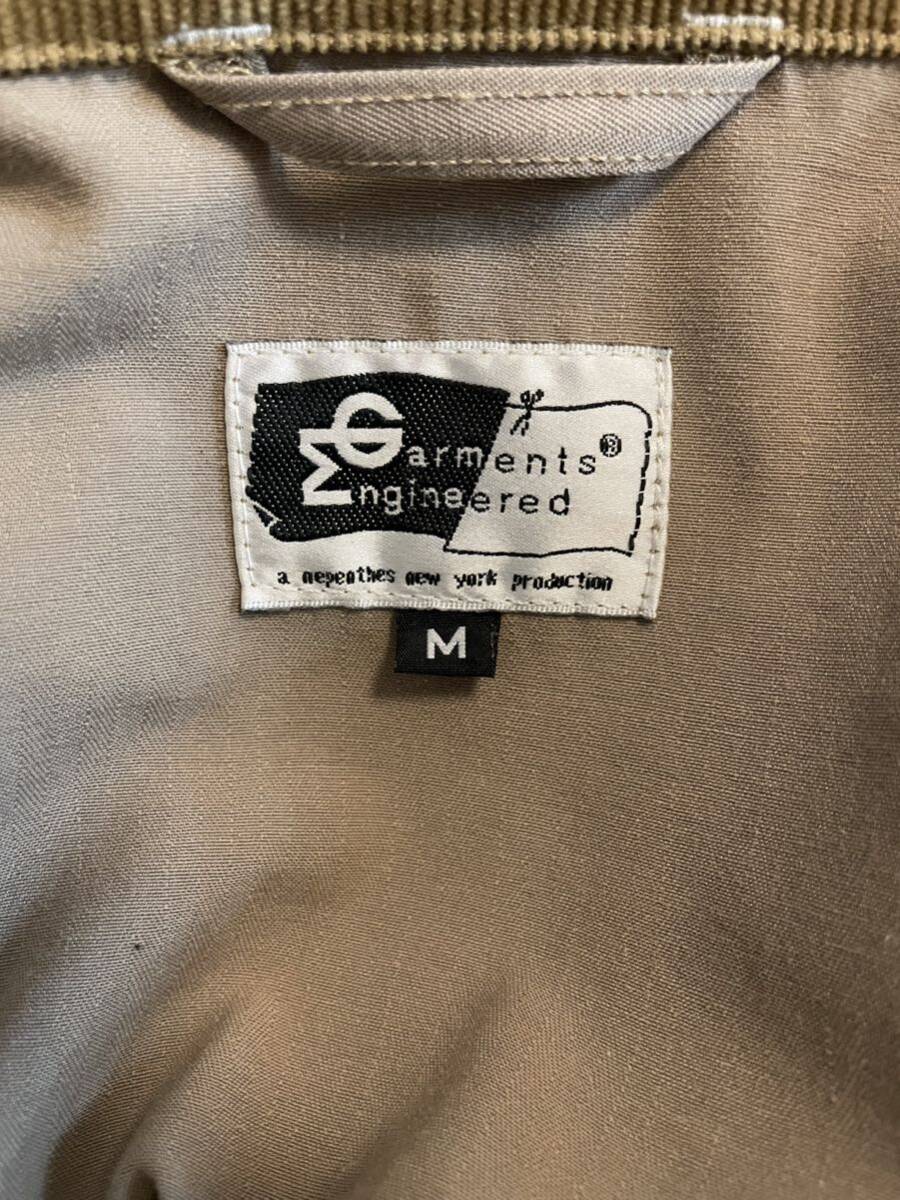 Garments®
Engineered
a nepenthes new york production
M